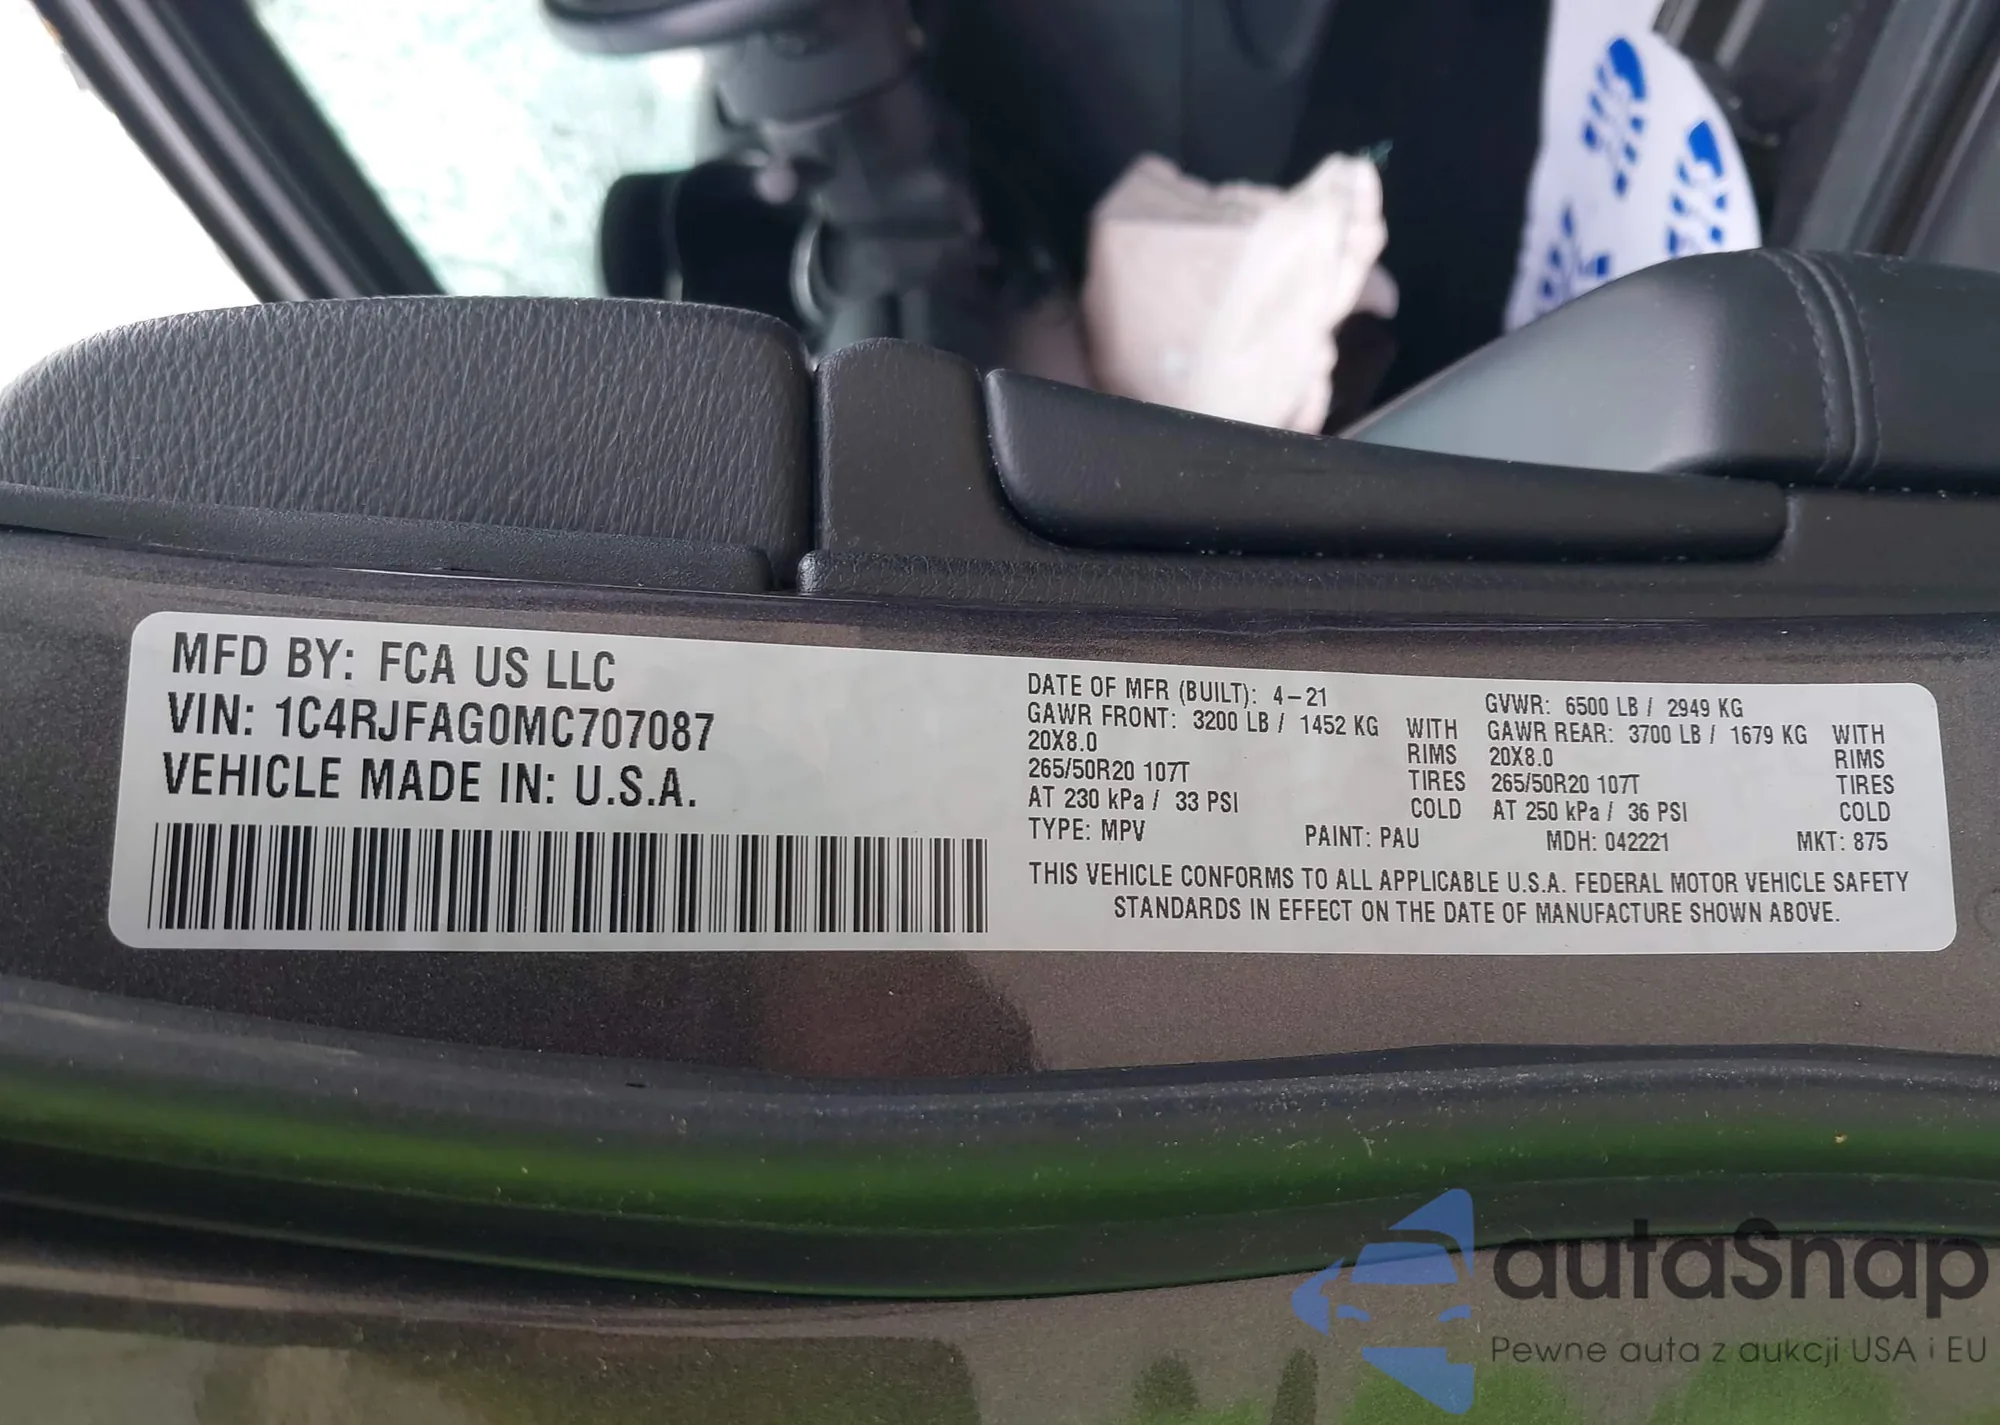 MFD BY: FCA US LLC
VIN: 1C4RJFAG0MC707087
VEHICLE MADE IN: U.S.A.
DATE OF MFR (BUILT): 4-21 GVWR: 6500 LB / 2949 KG
GAWR FRONT: 3200 LB / 1452 KG WITH GAWR REAR: 3700 LB / 1679 KG WITH
20X8.0 RIMS 20X8.0 RIMS
265/50R20 107T TIRES 265/50R20 107T TIRES
AT 230 kPa / 33 PSI COLD AT 250 kPa / 36 PSI COLD
TYPE: MPV PAINT: PAU MDH: 042221 MKT: 875
THIS VEHICLE CONFORMS TO ALL APPLICABLE U.S.A. FEDERAL MOTOR VEHICLE SAFETY
STANDARDS IN EFFECT ON THE DATE OF MANUFACTURE SHOWN ABOVE.
autaSnap
Pewne auta z aukcji USA i EU